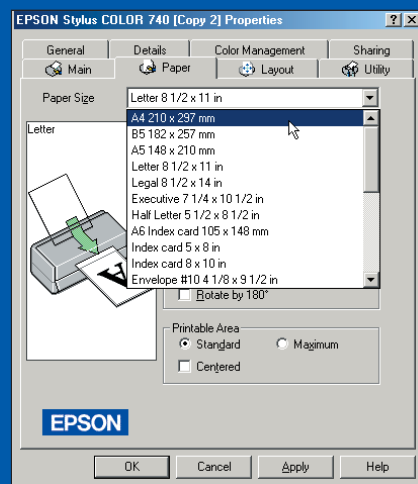 EPSON Stylus COLOR 740 [Copy 2] Properties
General Details Color Management Sharing
Main Paper Layout Utility
Paper Size Letter 8 1/2 x 11 in
Letter
A4 210 x 297 mm
B5 182 x 257 mm
A5 148 x 210 mm
Letter 8 1/2 x 11 in
Legal 8 1/2 x 14 in
Executive 7 1/4 x 10 1/2 in
Half Letter 5 1/2 x 8 1/2 in
A6 Index card 105 x 148 mm
Index card 5 x 8 in
Index card 8 x 10 in
Envelope #10 4 1/8 x 9 1/2 in
A
Rotate by 180°
Printable Area
Standard Maximum
Centered
EPSON
OK Cancel Apply Help